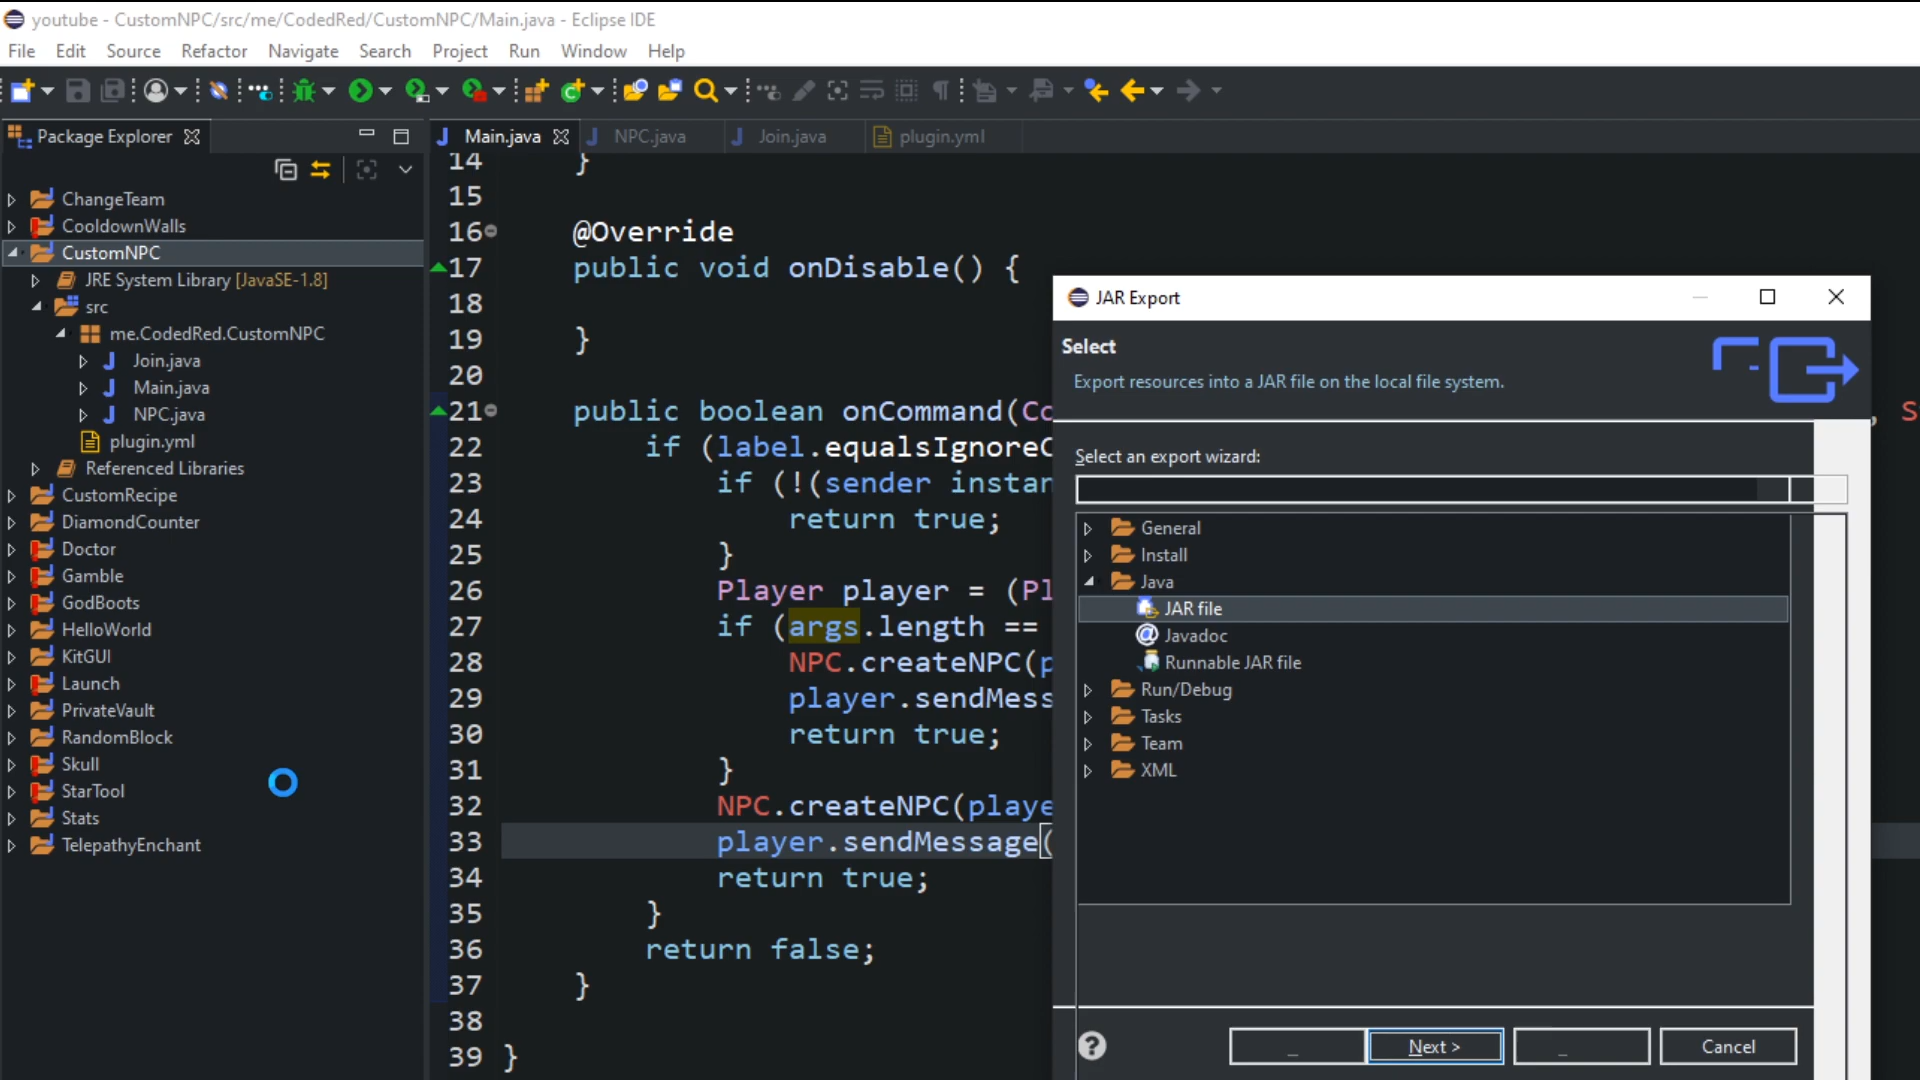 youtube - CustomNPC/src/me/CodedRed/CustomNPC/Main.java - Eclipse IDE
File Edit Source Refactor Navigate Search Project Run Window Help
Package Explorer
ChangeTeam
CooldownWalls
CustomNPC
JRE System Library [JavaSE-1.8]
src
me.CodedRed.CustomNPC
Join.java
Main.java
NPC.java
plugin.yml
Referenced Libraries
CustomRecipe
DiamondCounter
Doctor
Gamble
GodBoots
HelloWorld
KitGUI
Launch
PrivateVault
RandomBlock
Skull
StarTool
Stats
TelepathyEnchant
Main.java NPC.java Join.java plugin.yml
14 }
15
16 @Override
17 public void onDisable() {
18
19 }
20
21 public boolean onCommand(Co , S
22 if (label.equalsIgnoreC
23 if (!(sender instan
24 return true;
25 }
26 Player player = (Pl
27 if (args.length ==
28 NPC.createNPC(p
29 player.sendMess
30 return true;
31 }
32 NPC.createNPC(playe
33 player.sendMessage(
34 return true;
35 }
36 return false;
37 }
38
39 }
JAR Export
Select
Export resources into a JAR file on the local file system.
Select an export wizard:
General
Install
Java
JAR file
Javadoc
Runnable JAR file
Run/Debug
Tasks
Team
XML
Next > Cancel